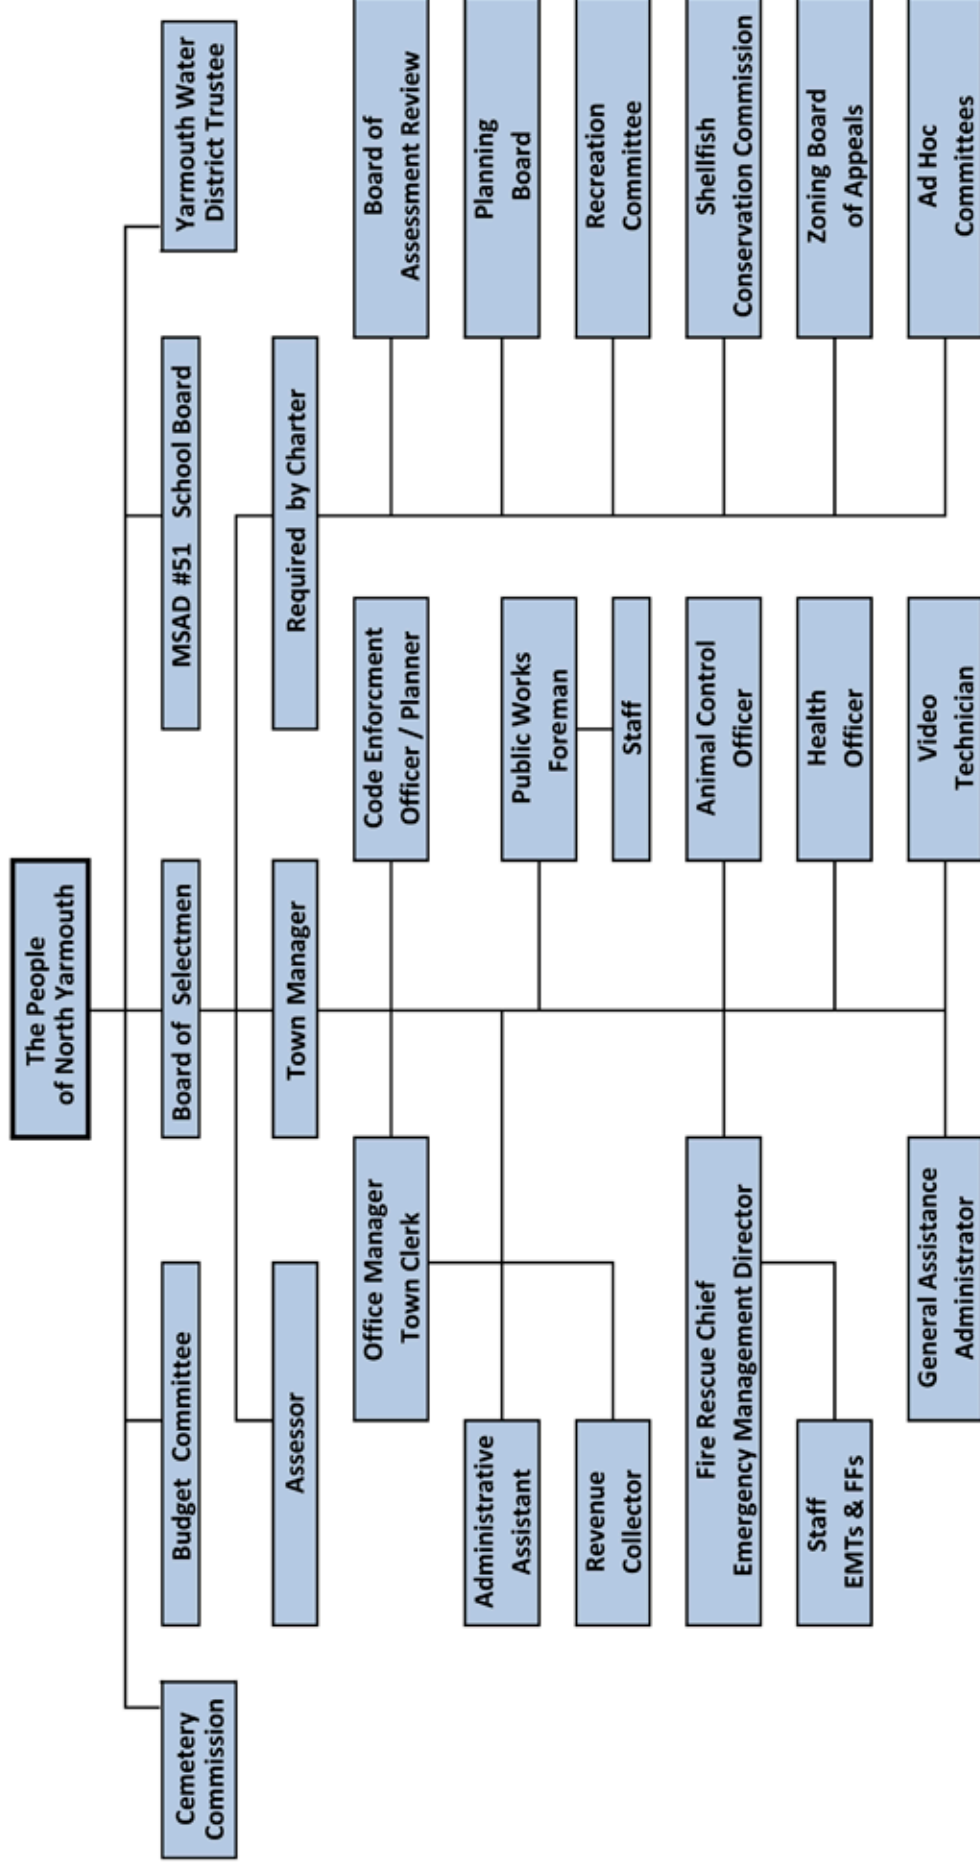 The People
of North Yarmouth
Cemetery
Commission
Budget Committee
Board of Selectmen
MSAD #51 School Board
Yarmouth Water
District Trustee
Assessor
Town Manager
Required by Charter
Office Manager
Town Clerk
Code Enforcment
Officer / Planner
Board of
Assessment Review
Administrative
Assistant
Public Works
Foreman
Planning
Board
Revenue
Collector
Staff
Recreation
Committee
Fire Rescue Chief
Emergency Management Director
Animal Control
Officer
Shellfish
Conservation Commission
Staff
EMTs & FFs
Health
Officer
Zoning Board
of Appeals
General Assistance
Administrator
Video
Technician
Ad Hoc
Committees